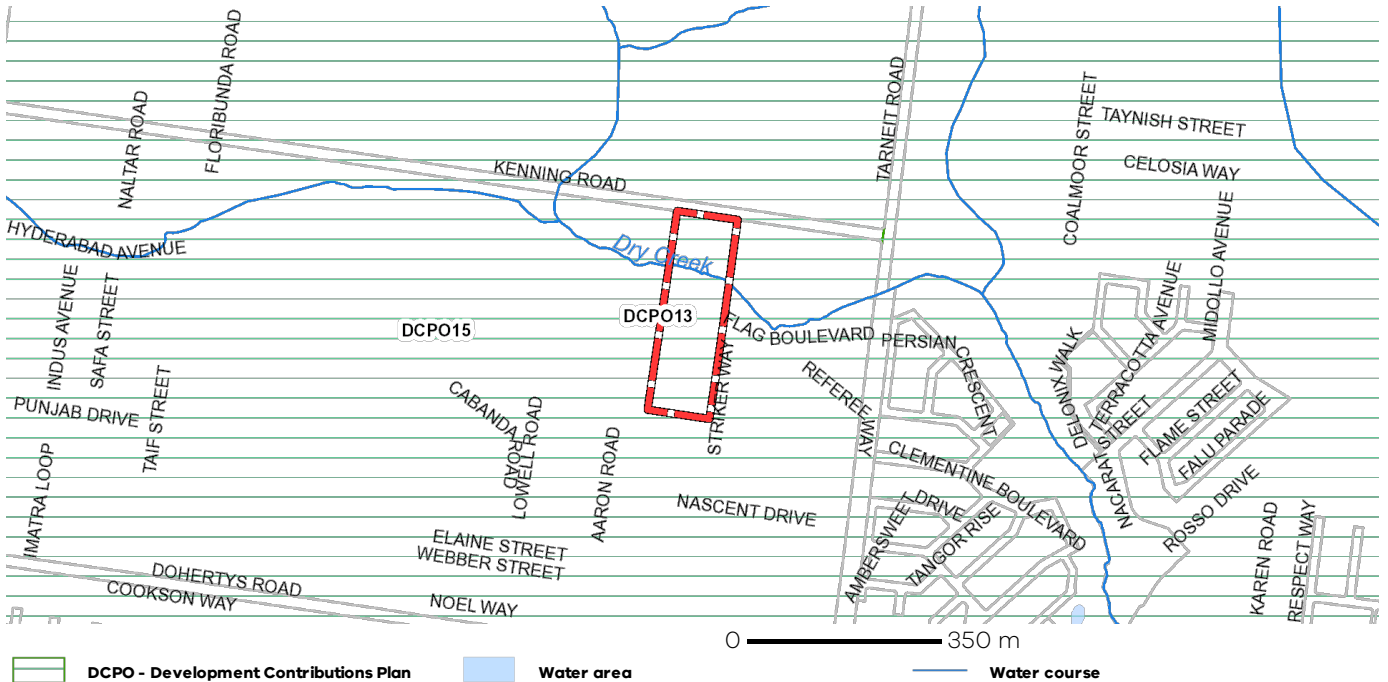 FLORIBUNDA ROAD
NALTAR ROAD
TARNEIT ROAD
COALMOOR STREET
TAYNISH STREET
CELOSIA WAY
KENNING ROAD
MIDOLLO AVENUE
HYDERABAD AVENUE
Dry Creek
INDUS AVENUE
SAFA STREET
DCPO15
DCPO13
FLAG BOULEVARD
PERSIAN
CRESCENT
STRIKER WAY
REFEREE WAY
DELONIX WALK
TERRACOTTA AVENUE
NACARAT STREET
FLAME STREET
FALU PARADE
PUNJAB DRIVE
TAIF STREET
CABANDA
ROAD
LOWELL ROAD
AARON ROAD
CLEMENTINE BOULEVARD
NASCENT DRIVE
IMATRA LOOP
ELAINE STREET
WEBBER STREET
AMBERSWEET
DRIVE
TANGOR RISE
ROSSO DRIVE
KAREN ROAD
RESPECT WAY
DOHERTYS ROAD
COOKSON WAY
NOEL WAY
0 350 m
DCPO - Development Contributions Plan
Water area
Water course